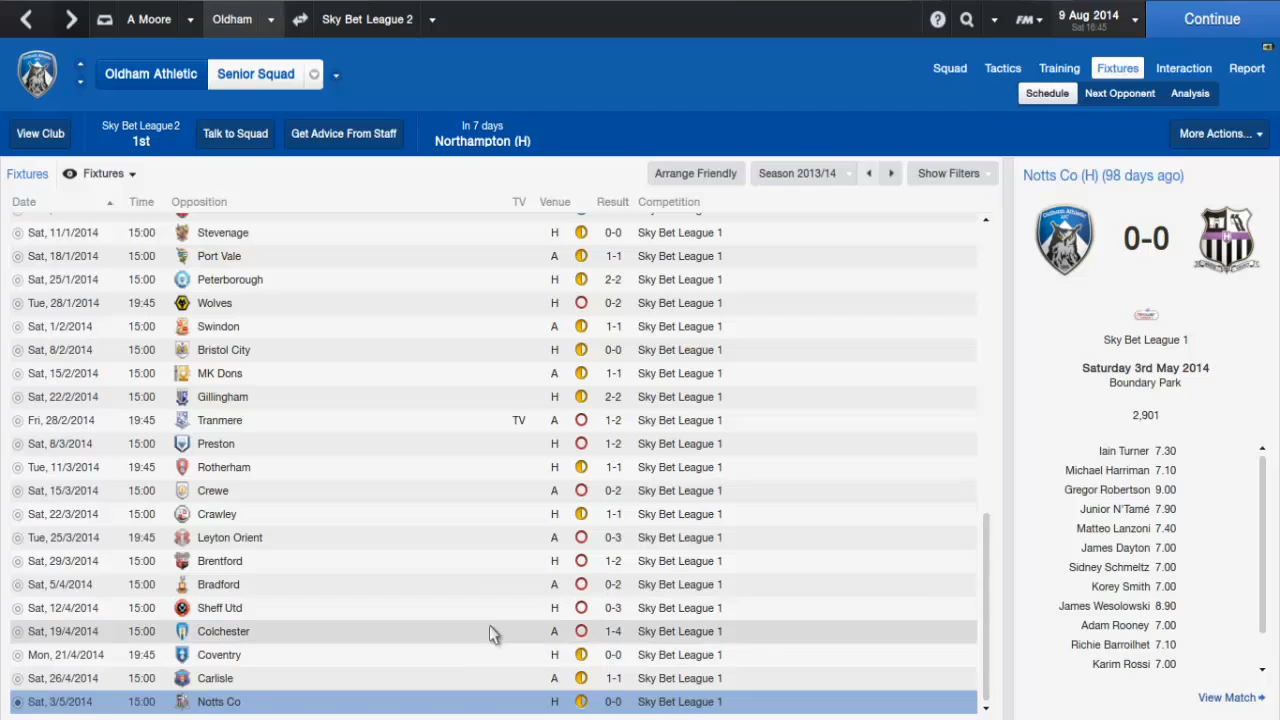 A Moore Oldham Sky Bet League 2 FM 9 Aug 2014 Continue
Sat 16:45
Oldham Athletic Senior Squad Squad Tactics Training Fixtures Interaction Report
Schedule Next Opponent Analysis
View Club Sky Bet League2 Talk to Squad Get Advice From Staff In 7 days More Actions...
1st Northampton (H)
Fixtures Fixtures Arrange Friendly Season 2013/14 Show Filters
Date Time Opposition TV Venue Result Competition
Sat, 11/1/2014 15:00 Stevenage H 0-0 Sky Bet League 1
Sat, 18/1/2014 15:00 Port Vale A 1-1 Sky Bet League 1
Sat, 25/1/2014 15:00 Peterborough H 2-2 Sky Bet League 1
Tue, 28/1/2014 19:45 Wolves H 0-2 Sky Bet League 1
Sat, 1/2/2014 15:00 Swindon A 1-1 Sky Bet League 1
Sat, 8/2/2014 15:00 Bristol City H 0-0 Sky Bet League 1
Sat, 15/2/2014 15:00 MK Dons A 1-1 Sky Bet League 1
Sat, 22/2/2014 15:00 Gillingham H 2-2 Sky Bet League 1
Fri, 28/2/2014 19:45 Tranmere TV A 1-2 Sky Bet League 1
Sat, 8/3/2014 15:00 Preston H 1-2 Sky Bet League 1
Tue, 11/3/2014 19:45 Rotherham H 1-1 Sky Bet League 1
Sat, 15/3/2014 15:00 Crewe A 0-2 Sky Bet League 1
Sat, 22/3/2014 15:00 Crawley H 1-1 Sky Bet League 1
Tue, 25/3/2014 19:45 Leyton Orient A 0-3 Sky Bet League 1
Sat, 29/3/2014 15:00 Brentford H 1-2 Sky Bet League 1
Sat, 5/4/2014 15:00 Bradford A 0-2 Sky Bet League 1
Sat, 12/4/2014 15:00 Sheff Utd H 0-3 Sky Bet League 1
Sat, 19/4/2014 15:00 Colchester A 1-4 Sky Bet League 1
Mon, 21/4/2014 19:45 Coventry H 0-0 Sky Bet League 1
Sat, 26/4/2014 15:00 Carlisle A 1-1 Sky Bet League 1
Sat, 3/5/2014 15:00 Notts Co H 0-0 Sky Bet League 1
Notts Co (H) (98 days ago)
0-0
Sky Bet League 1
Saturday 3rd May 2014
Boundary Park
2,901
Iain Turner 7.30
Michael Harriman 7.10
Gregor Robertson 9.00
Junior N'Tamé 7.90
Matteo Lanzoni 7.40
James Dayton 7.00
Sidney Schmeltz 7.00
Korey Smith 7.00
James Wesolowski 8.90
Adam Rooney 7.00
Richie Barroilhet 7.10
Karim Rossi 7.00
View Match